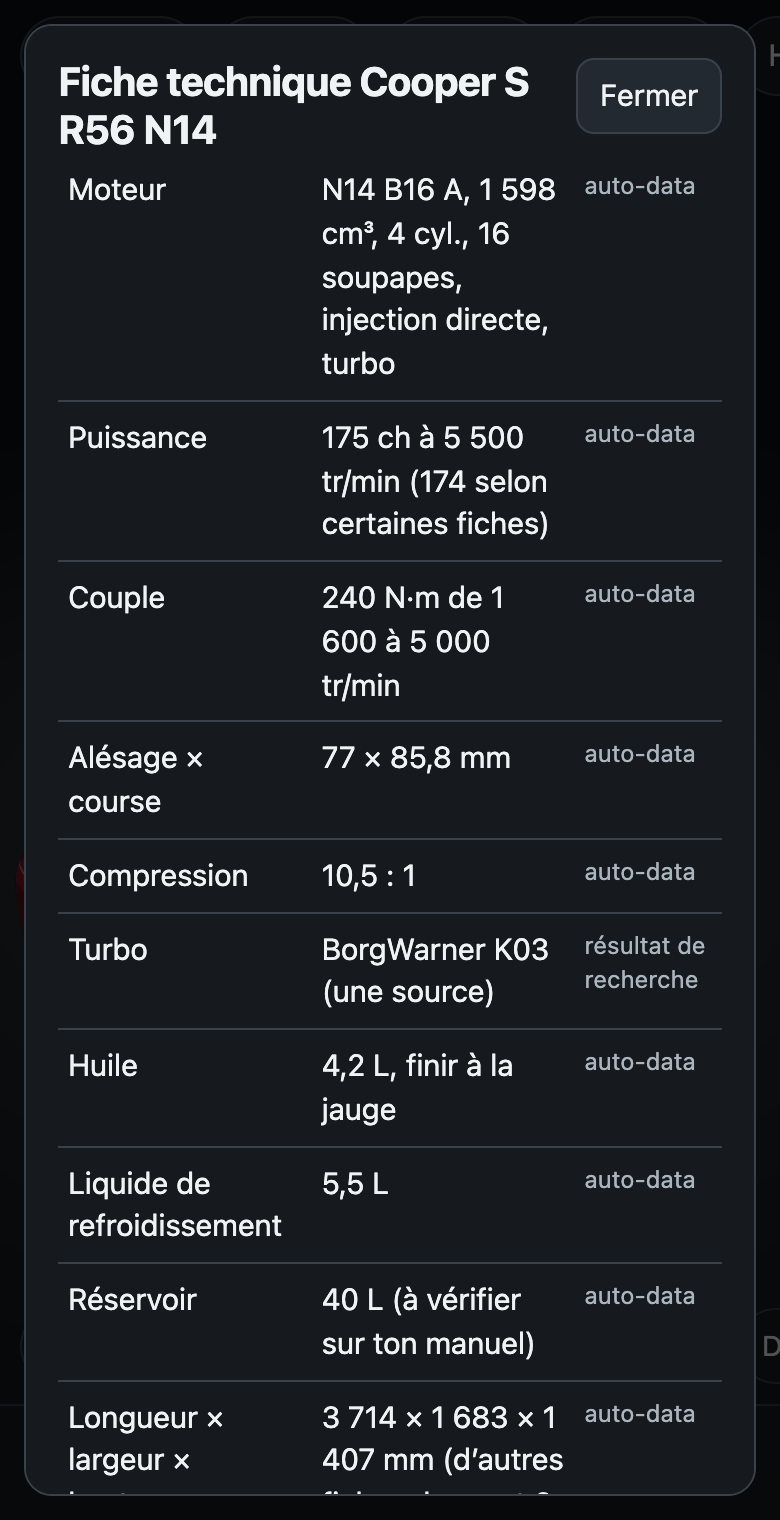 Fiche technique Cooper S
R56 N14
Fermer
Moteur
N14 B16 A, 1 598
cm³, 4 cyl., 16
soupapes,
injection directe,
turbo
auto-data
Puissance
175 ch à 5 500
tr/min (174 selon
certaines fiches)
auto-data
Couple
240 N·m de 1
600 à 5 000
tr/min
auto-data
Alésage ×
course
77 × 85,8 mm
auto-data
Compression
10,5 : 1
auto-data
Turbo
BorgWarner K03
(une source)
résultat de
recherche
Huile
4,2 L, finir à la
jauge
auto-data
Liquide de
refroidissement
5,5 L
auto-data
Réservoir
40 L (à vérifier
sur ton manuel)
auto-data
Longueur ×
largeur ×
3 714 × 1 683 × 1
407 mm (d’autres
auto-data